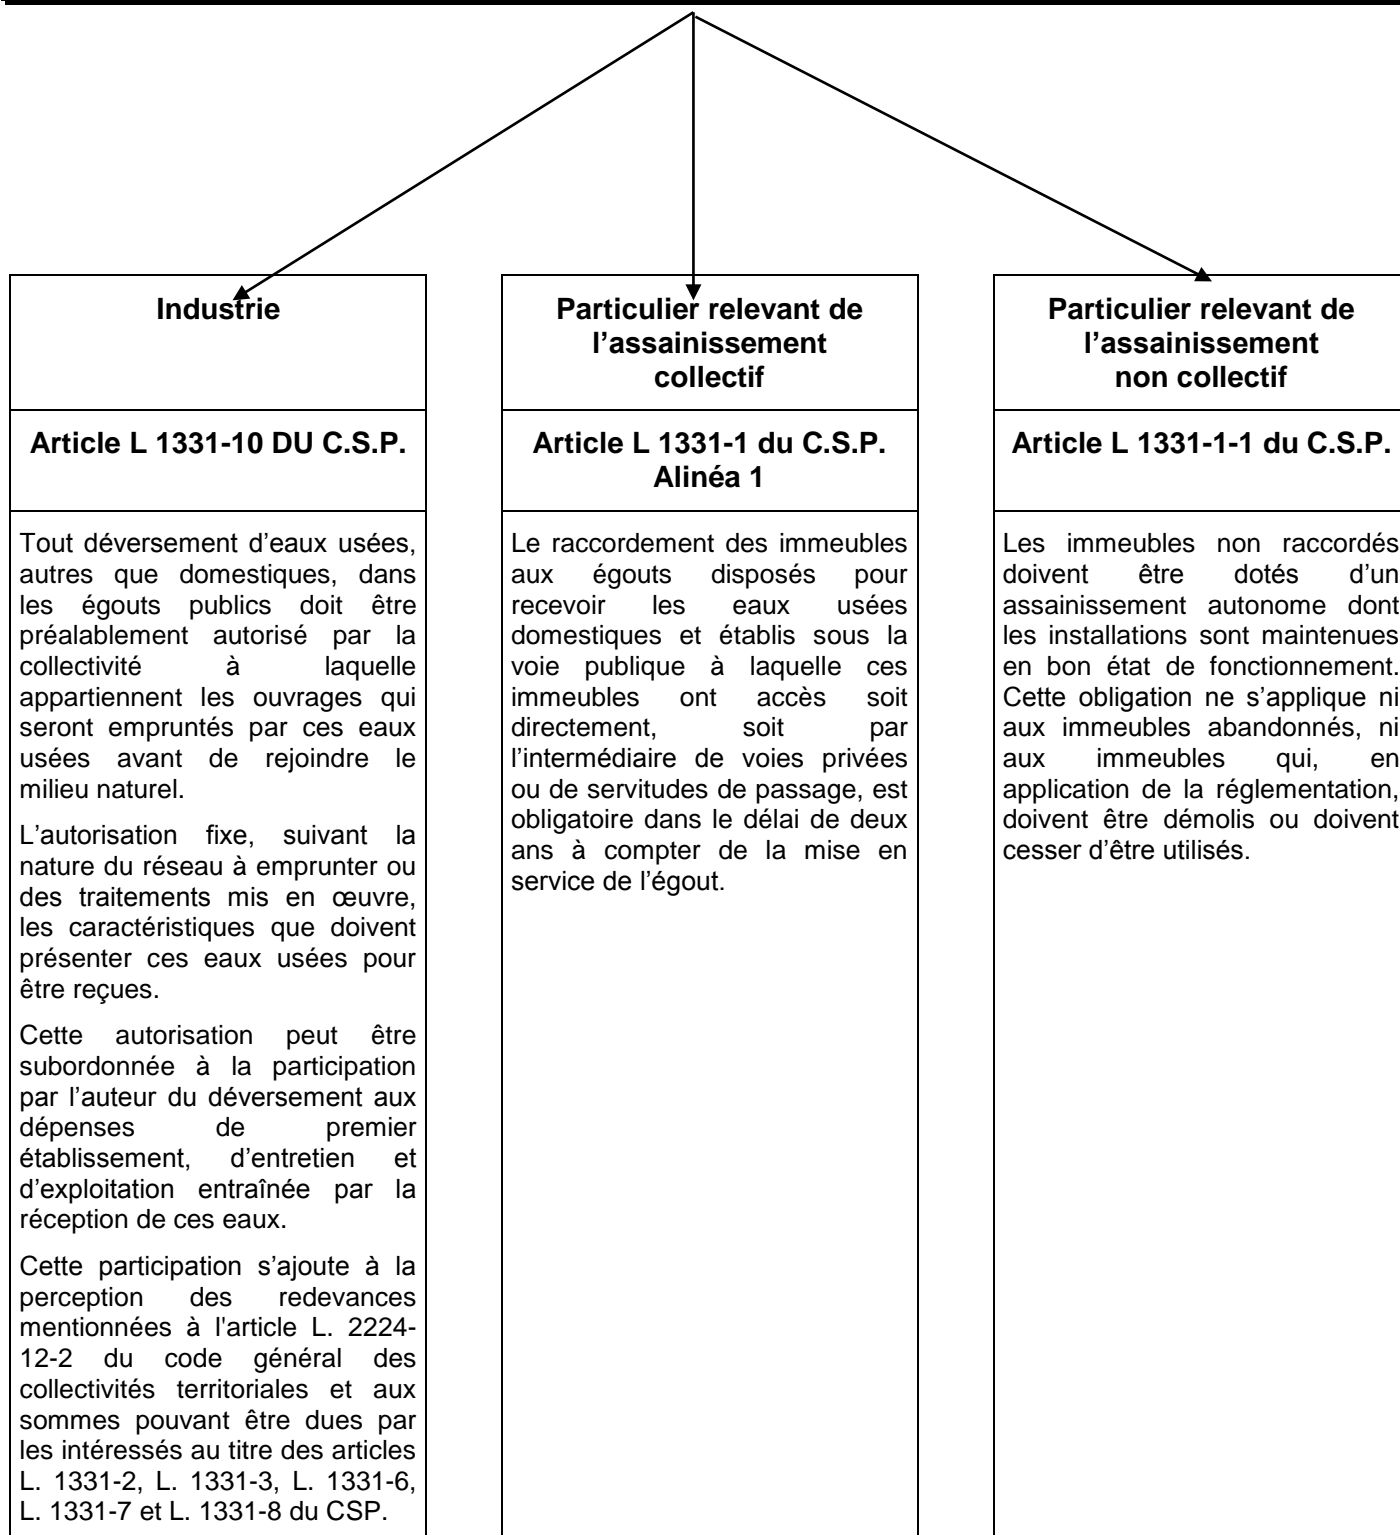 Industrie
Article L 1331-10 DU C.S.P.
Tout déversement d’eaux usées,
autres que domestiques, dans
les égouts publics doit être
préalablement autorisé par la
collectivité à laquelle
appartiennent les ouvrages qui
seront empruntés par ces eaux
usées avant de rejoindre le
milieu naturel.
L’autorisation fixe, suivant la
nature du réseau à emprunter ou
des traitements mis en œuvre,
les caractéristiques que doivent
présenter ces eaux usées pour
être reçues.
Cette autorisation peut être
subordonnée à la participation
par l’auteur du déversement aux
dépenses de premier
établissement, d’entretien et
d’exploitation entraînée par la
réception de ces eaux.
Cette participation s’ajoute à la
perception des redevances
mentionnées à l'article L. 2224-
12-2 du code général des
collectivités territoriales et aux
sommes pouvant être dues par
les intéressés au titre des articles
L. 1331-2, L. 1331-3, L. 1331-6,
L. 1331-7 et L. 1331-8 du CSP.
Particulier relevant de
l’assainissement
collectif
Article L 1331-1 du C.S.P.
Alinéa 1
Le raccordement des immeubles
aux égouts disposés pour
recevoir les eaux usées
domestiques et établis sous la
voie publique à laquelle ces
immeubles ont accès soit
directement, soit par
l’intermédiaire de voies privées
ou de servitudes de passage, est
obligatoire dans le délai de deux
ans à compter de la mise en
service de l’égout.
Particulier relevant de
l’assainissement
non collectif
Article L 1331-1-1 du C.S.P.
Les immeubles non raccordés
doivent être dotés d’un
assainissement autonome dont
les installations sont maintenues
en bon état de fonctionnement.
Cette obligation ne s’applique ni
aux immeubles abandonnés, ni
aux immeubles qui, en
application de la réglementation,
doivent être démolis ou doivent
cesser d’être utilisés.